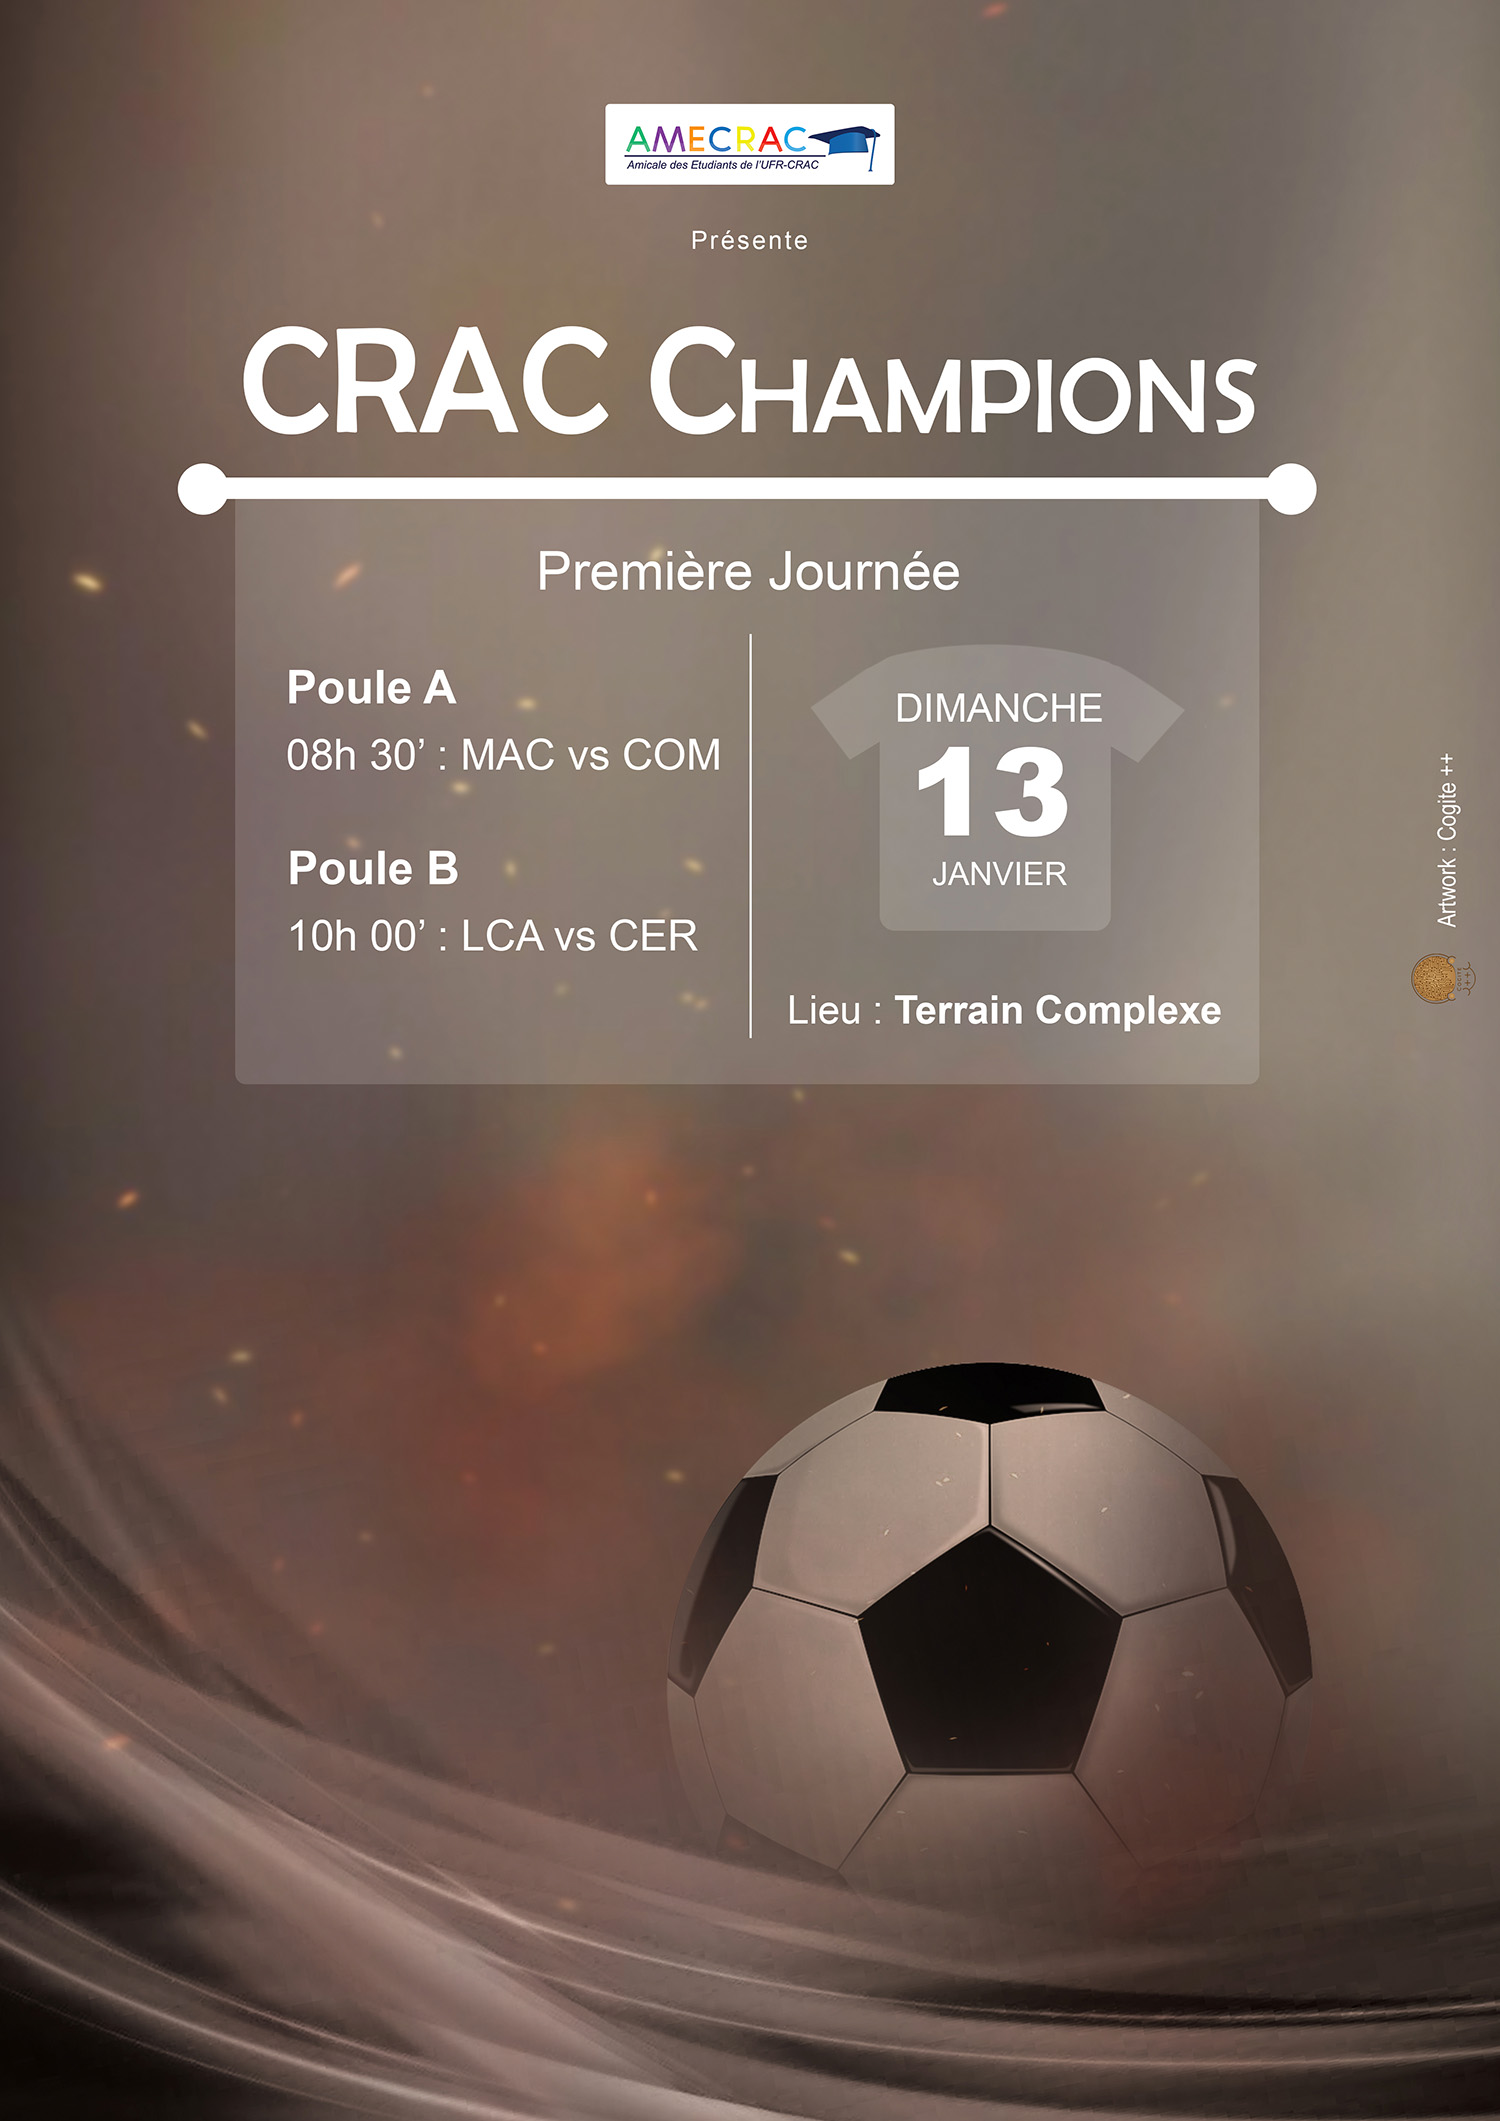 AMECRAC
Amicale des Etudiants de l'UFR-CRAC
Présente
CRAC CHAMPIONS
Première Journée
Poule A
08h 30’ : MAC vs COM
Poule B
10h 00’ : LCA vs CER
DIMANCHE
13
JANVIER
Lieu : Terrain Complexe
Artwork : Cogite ++
COGITE
++